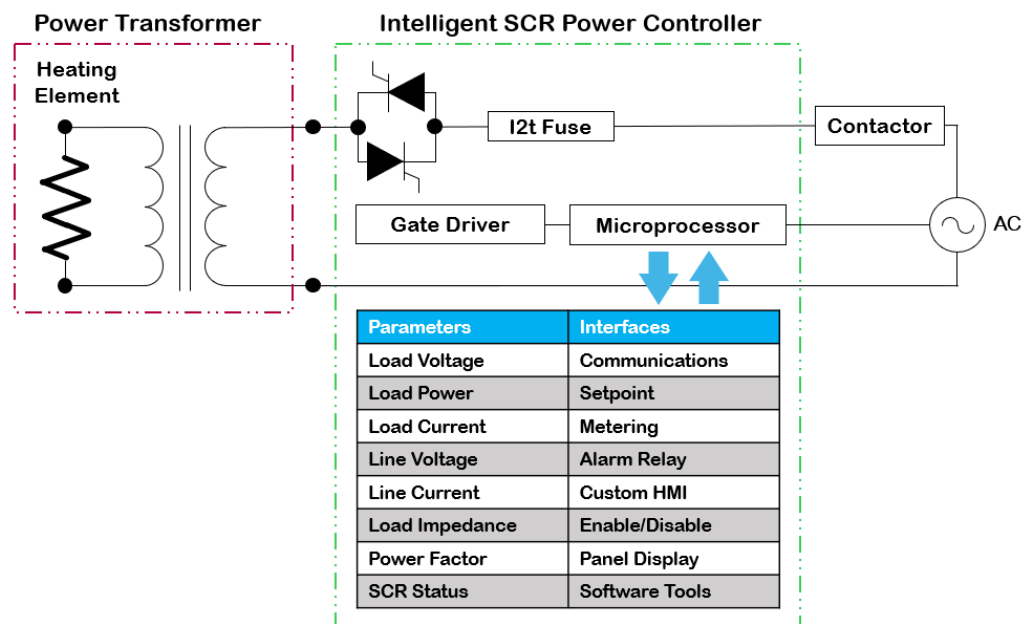 Power Transformer
Intelligent SCR Power Controller
Heating
Element
I2t Fuse
Contactor
Gate Driver
Microprocessor
AC
Parameters Interfaces
Load Voltage Communications
Load Power Setpoint
Load Current Metering
Line Voltage Alarm Relay
Line Current Custom HMI
Load Impedance Enable/Disable
Power Factor Panel Display
SCR Status Software Tools